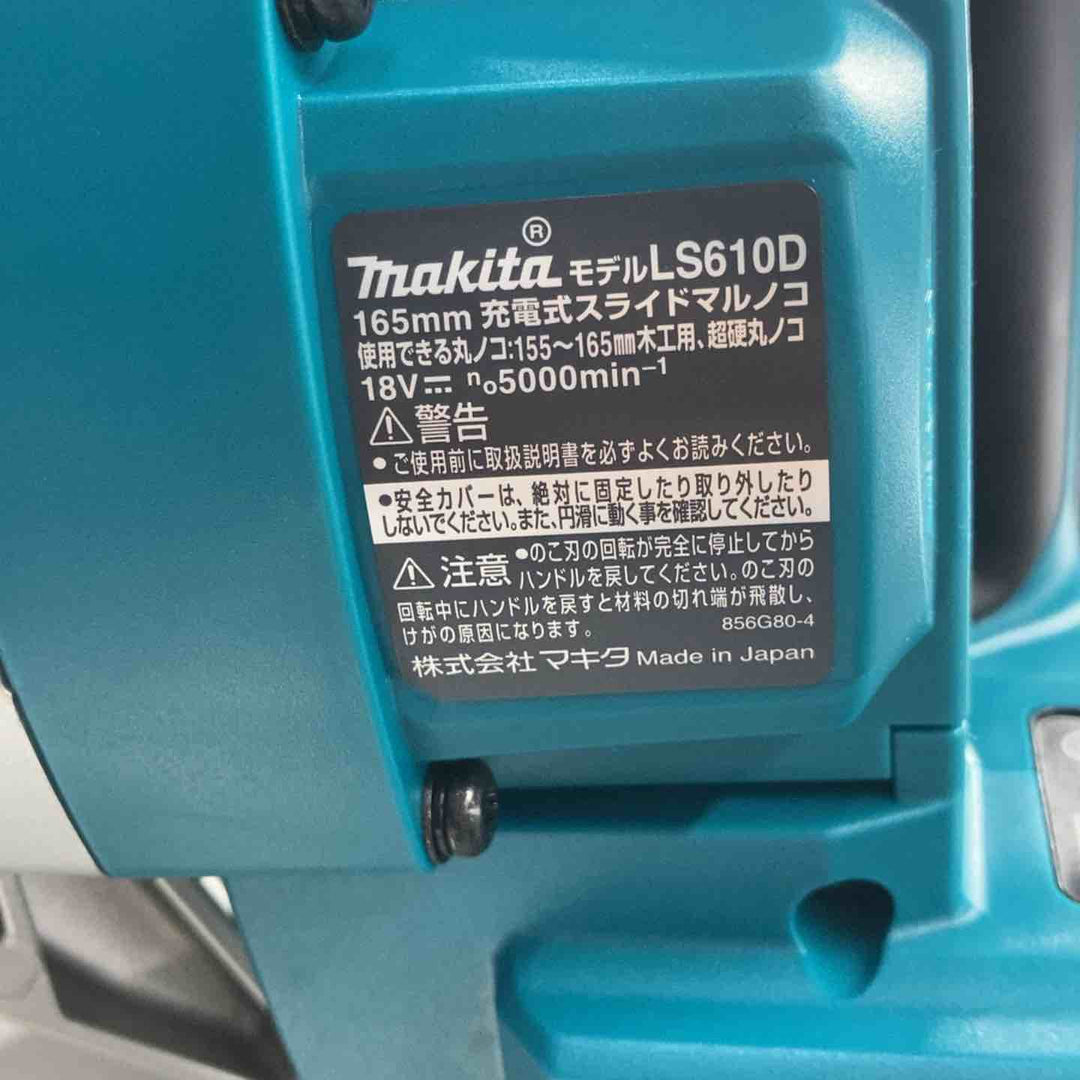 makita® モデルLS610D
165mm 充電式スライドマルノコ
使用できる丸ノコ:155～165mm木工用、超硬丸ノコ
18V⎓ n₀5000min⁻¹
⚠警告
•ご使用前に取扱説明書を必ずよくお読みください。
•安全カバーは、絶対に固定したり取り外したり
しないでください。また、円滑に動く事を確認してください。
⚠注意 •のこ刃の回転が完全に停止してから
ハンドルを戻してください。のこ刃の
回転中にハンドルを戻すと材料の切れ端が飛散し、
けがの原因になります。 856G80-4
株式会社マキタ Made in Japan